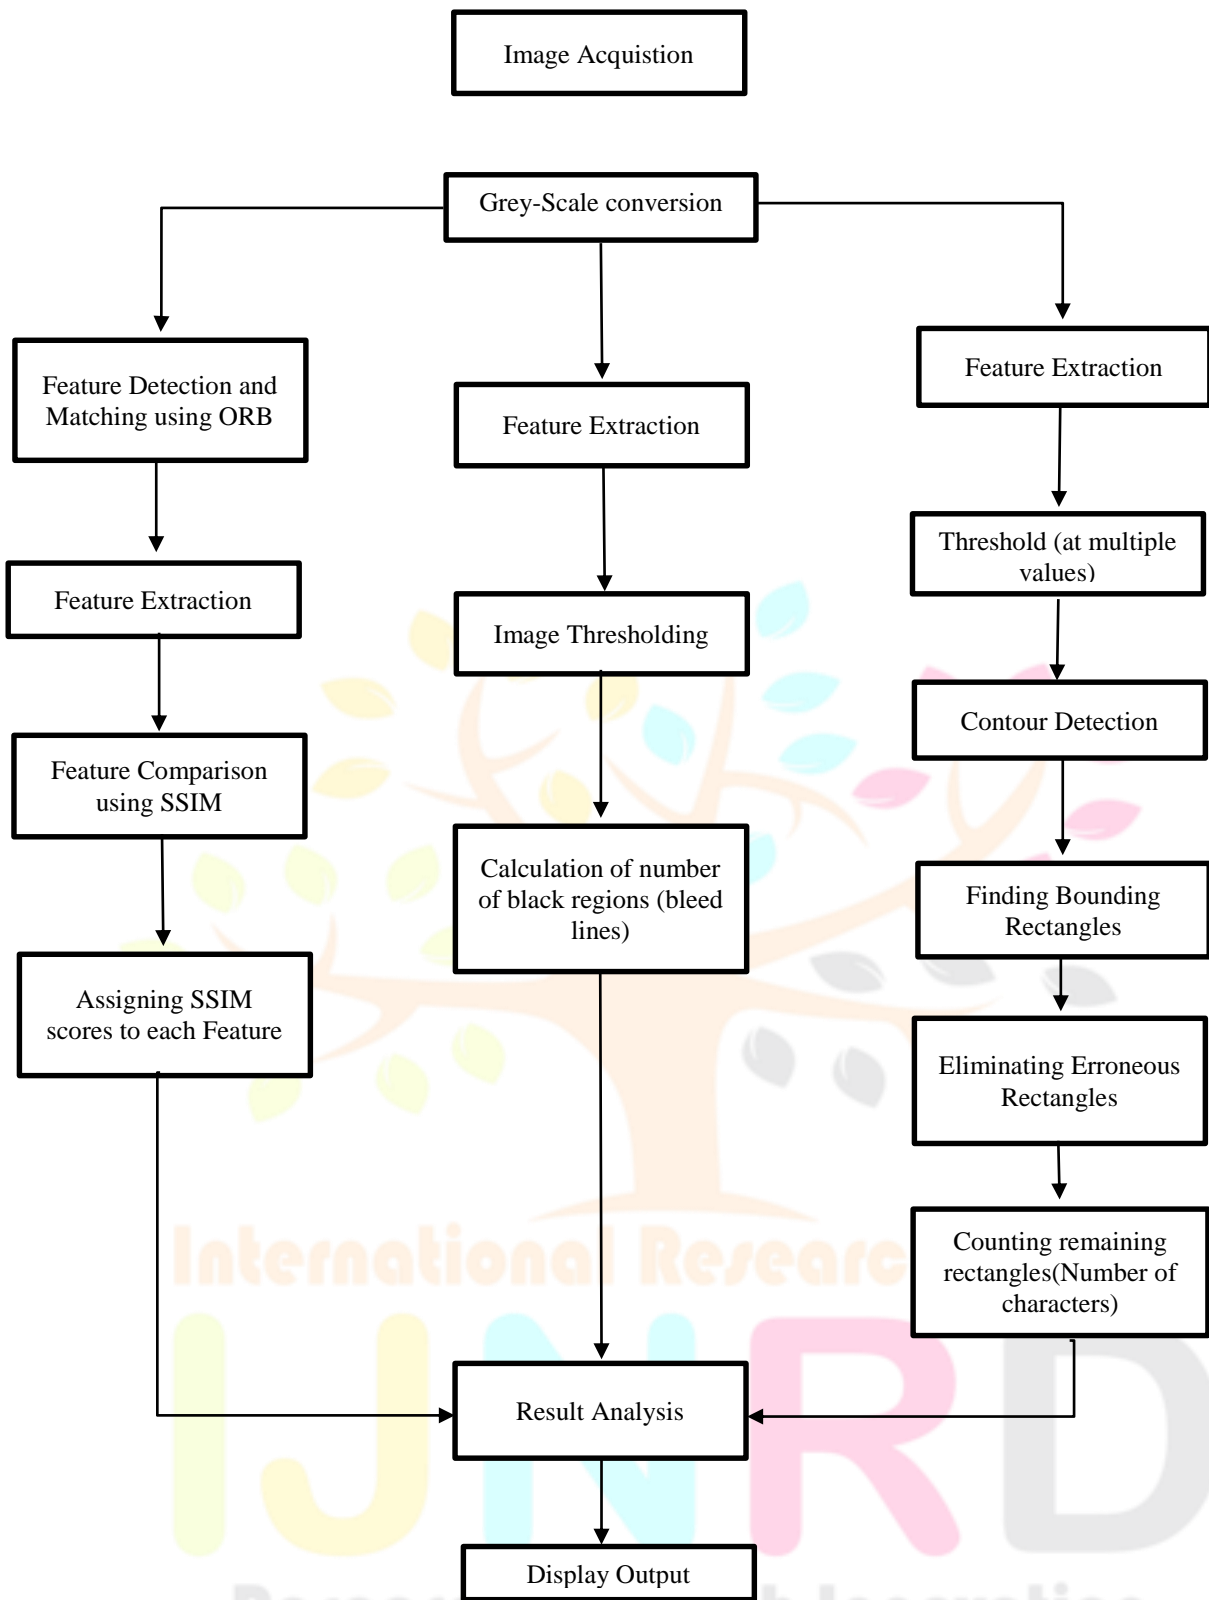 Image Acquistion
Grey-Scale conversion
Feature Detection and
Matching using ORB
Feature Extraction
Feature Comparison
using SSIM
Assigning SSIM
scores to each Feature
Feature Extraction
Image Thresholding
Calculation of number
of black regions (bleed
lines)
Feature Extraction
Threshold (at multiple
values)
Contour Detection
Finding Bounding
Rectangles
Eliminating Erroneous
Rectangles
Counting remaining
rectangles(Number of
characters)
Result Analysis
Display Output
International Researc
IJNRD